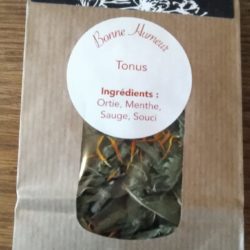 Bonne Humeur
Tonus
Ingrédients :
Ortie, Menthe,
Sauge, Souci